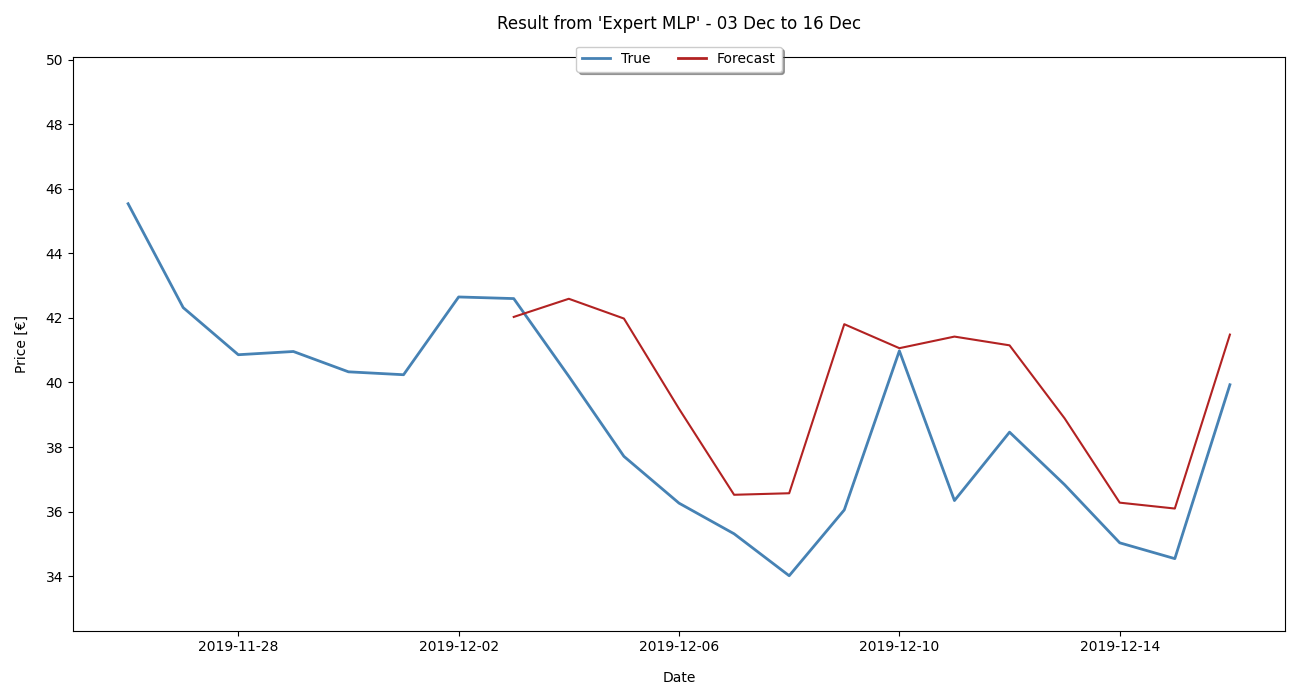 Result from 'Expert MLP' - 03 Dec to 16 Dec
True Forecast
50
48
46
44
42
40
38
36
34
Price [€]
2019-11-28 2019-12-02 2019-12-06 2019-12-10 2019-12-14
Date